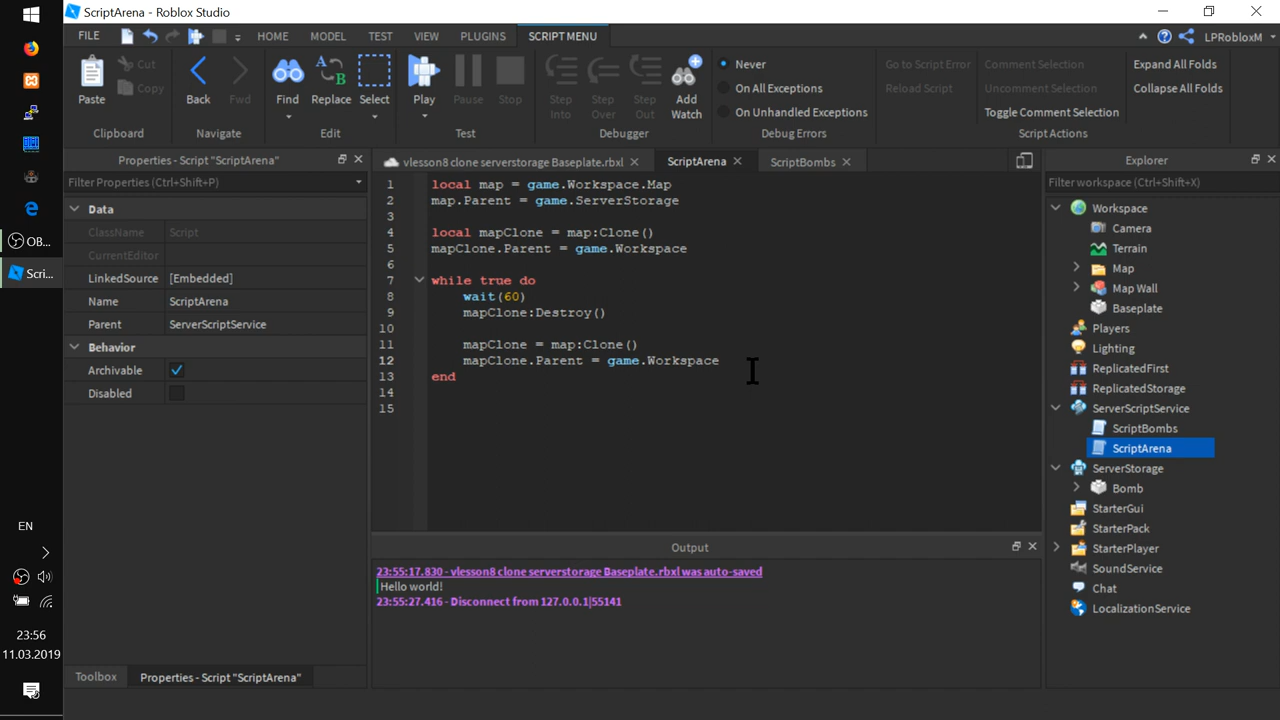 ScriptArena - Roblox Studio
FILE HOME MODEL TEST VIEW PLUGINS SCRIPT MENU LPRobloxM
Paste Cut Copy Clipboard
Back Fwd Navigate
Find Replace Select Edit
Play Pause Stop Test
Step Into Step Over Step Out Add Watch Debugger
Never
On All Exceptions
On Unhandled Exceptions
Debug Errors
Go to Script Error
Reload Script
Comment Selection
Uncomment Selection
Toggle Comment Selection
Expand All Folds
Collapse All Folds
Script Actions
Properties - Script "ScriptArena"
Filter Properties (Ctrl+Shift+P)
Data
ClassName Script
CurrentEditor
LinkedSource [Embedded]
Name ScriptArena
Parent ServerScriptService
Behavior
Archivable
Disabled
Toolbox Properties - Script "ScriptArena"
vlesson8 clone serverstorage Baseplate.rbxl ScriptArena ScriptBombs
1 local map = game.Workspace.Map
2 map.Parent = game.ServerStorage
3
4 local mapClone = map:Clone()
5 mapClone.Parent = game.Workspace
6
7 while true do
8 wait(60)
9 mapClone:Destroy()
10
11 mapClone = map:Clone()
12 mapClone.Parent = game.Workspace
13 end
14
15
Output
23:55:17.830 - vlesson8 clone serverstorage Baseplate.rbxl was auto-saved
Hello world!
23:55:27.416 - Disconnect from 127.0.0.1|55141
Explorer
Filter workspace (Ctrl+Shift+X)
Workspace
Camera
Terrain
Map
Map Wall
Baseplate
Players
Lighting
ReplicatedFirst
ReplicatedStorage
ServerScriptService
ScriptBombs
ScriptArena
ServerStorage
Bomb
StarterGui
StarterPack
StarterPlayer
SoundService
Chat
LocalizationService
OB...
Scri...
EN
23:56
11.03.2019